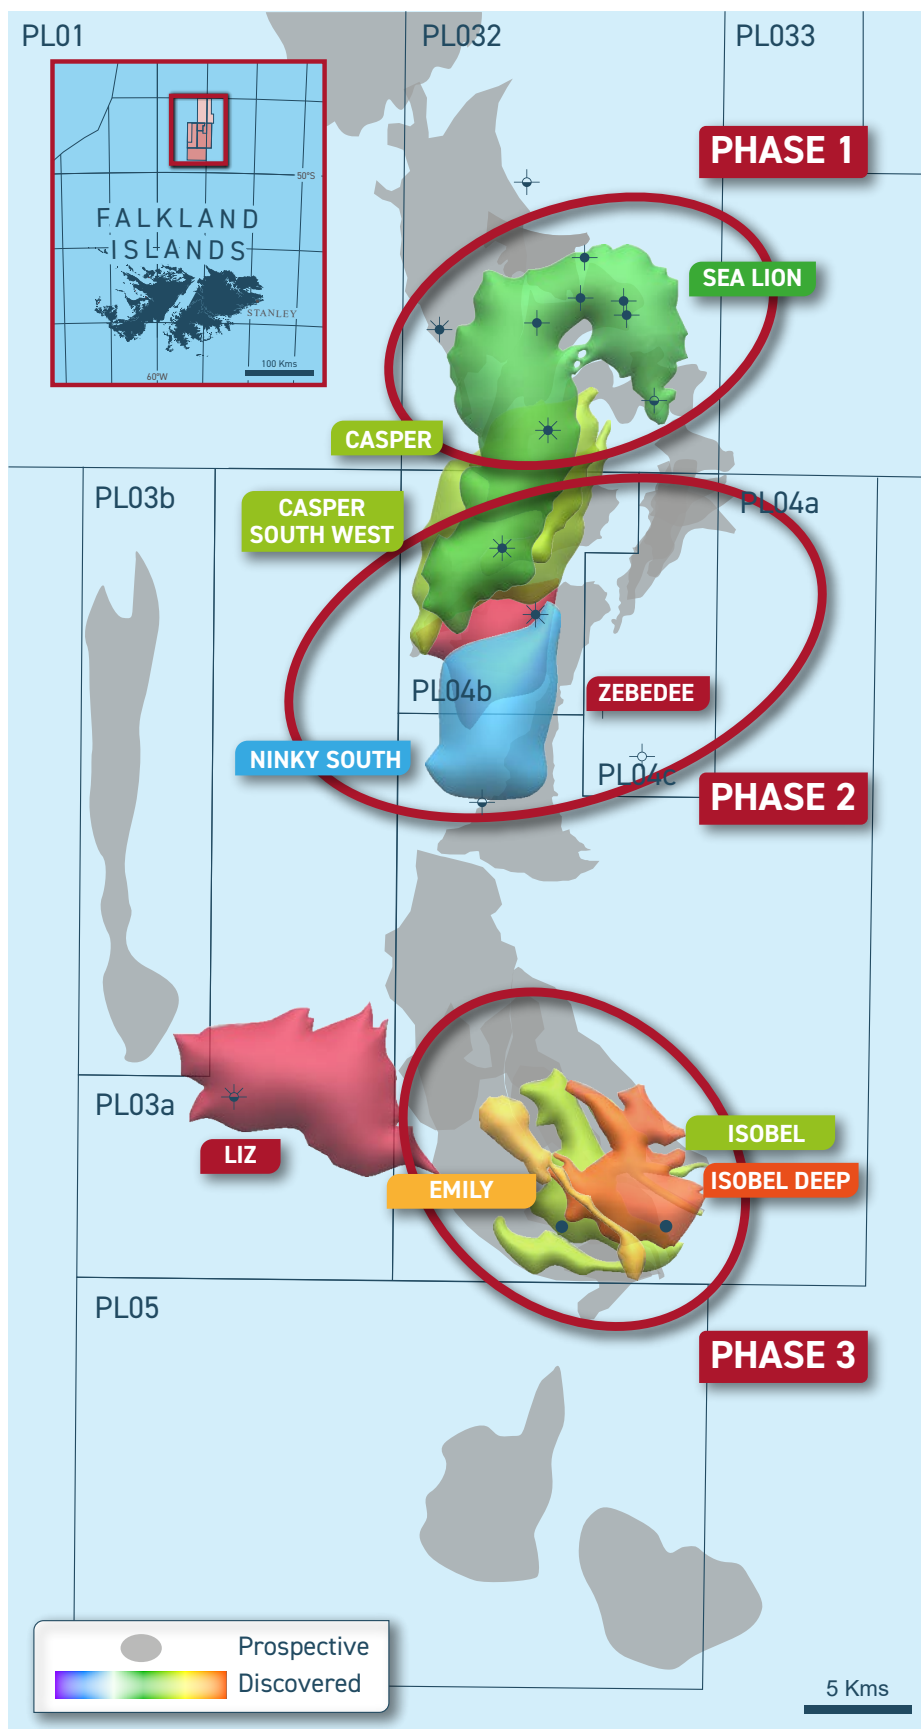 PL01
PL032
PL033
50°S
FALKLAND
ISLANDS
STANLEY
100 Kms
60°W
PHASE 1
SEA LION
CASPER
PL03b
CASPER
SOUTH WEST
PL04a
PL04b
ZEBEDEE
NINKY SOUTH
PL04c
PHASE 2
PL03a
LIZ
ISOBEL
EMILY
ISOBEL DEEP
PL05
PHASE 3
Prospective
Discovered
5 Kms